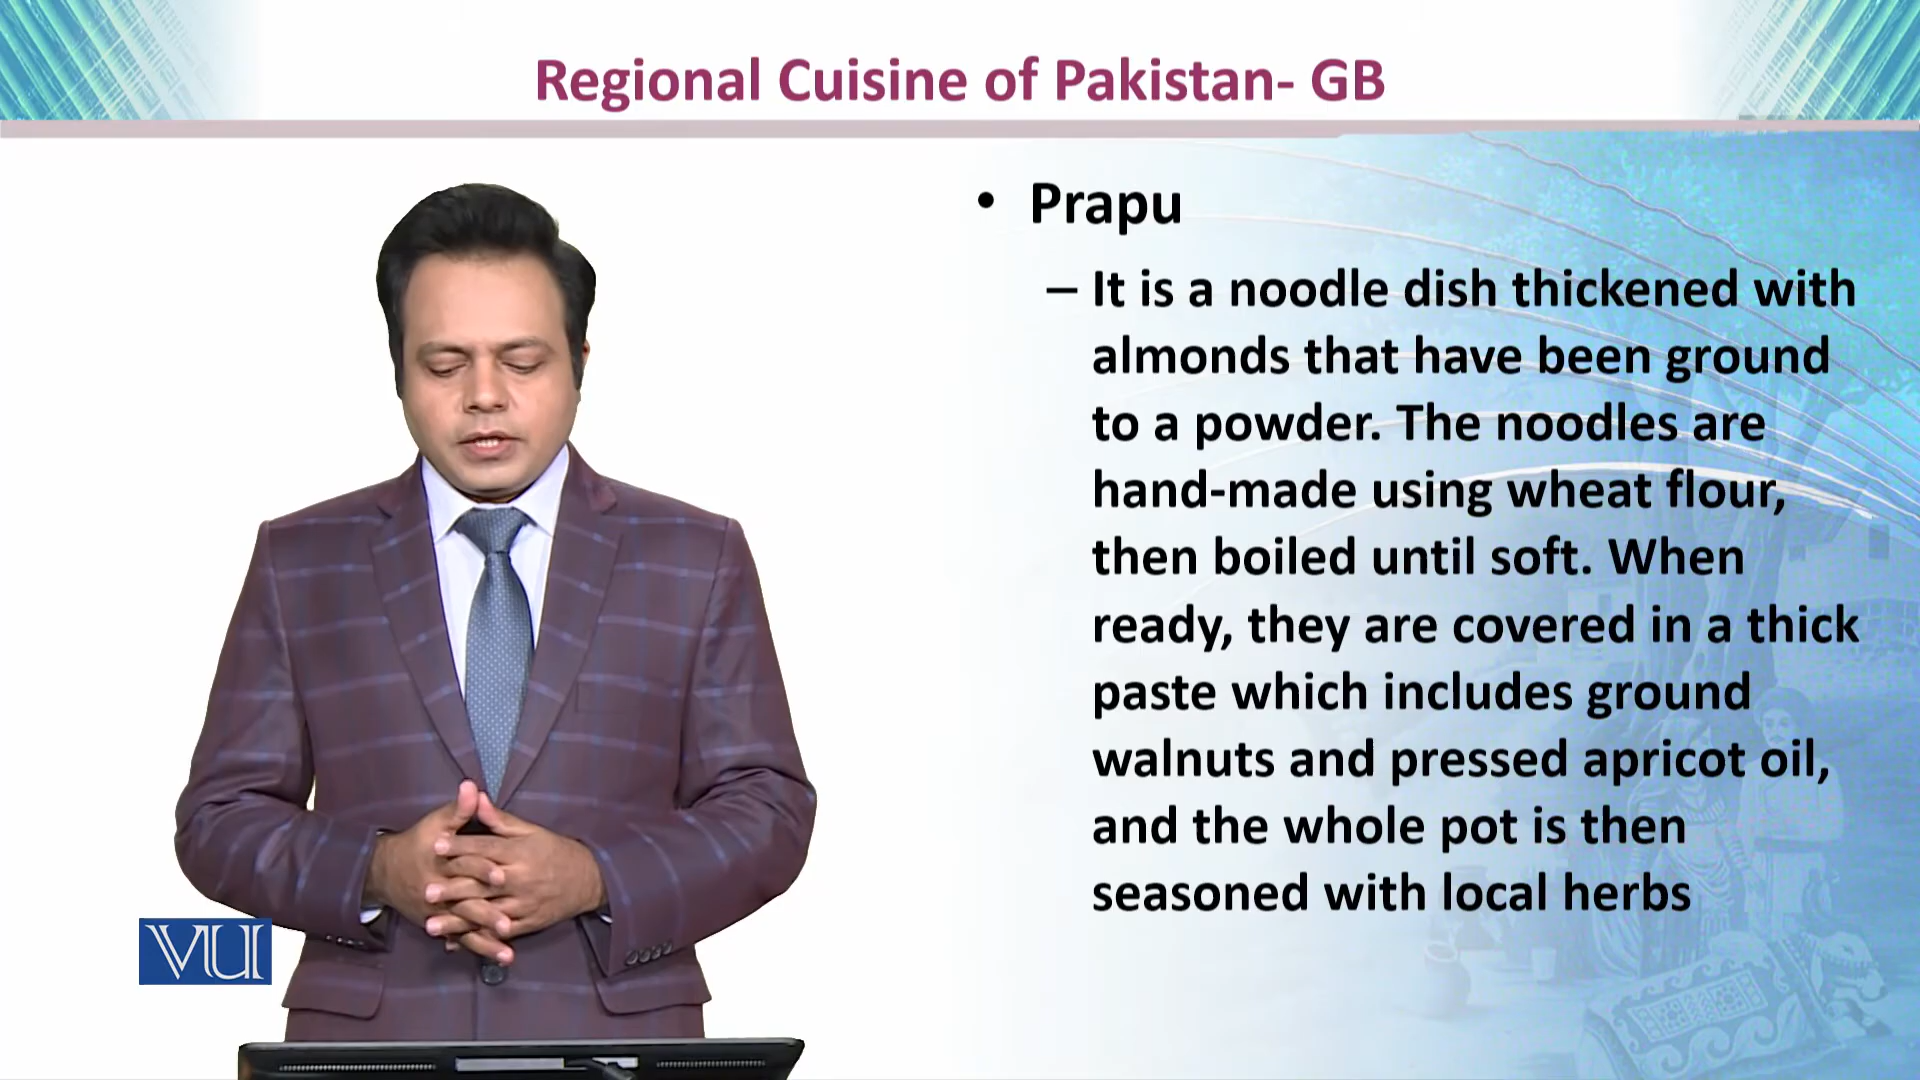 Regional Cuisine of Pakistan- GB
• Prapu
– It is a noodle dish thickened with
almonds that have been ground
to a powder. The noodles are
hand-made using wheat flour,
then boiled until soft. When
ready, they are covered in a thick
paste which includes ground
walnuts and pressed apricot oil,
and the whole pot is then
seasoned with local herbs
VU